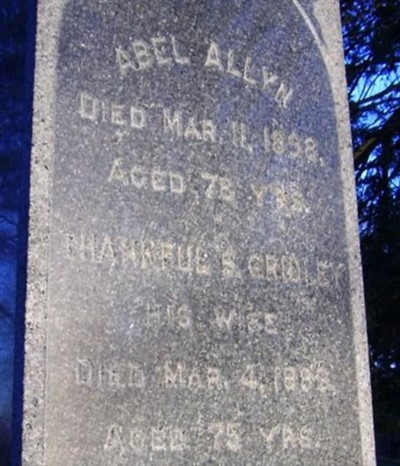 ABEL ALLYN
DIED MAR. 11, 1858.
AGED 78 YRS.
THANKFUL S. GRIDLEY
HIS WIFE
DIED MAR. 4,
AGED 75 YRS.